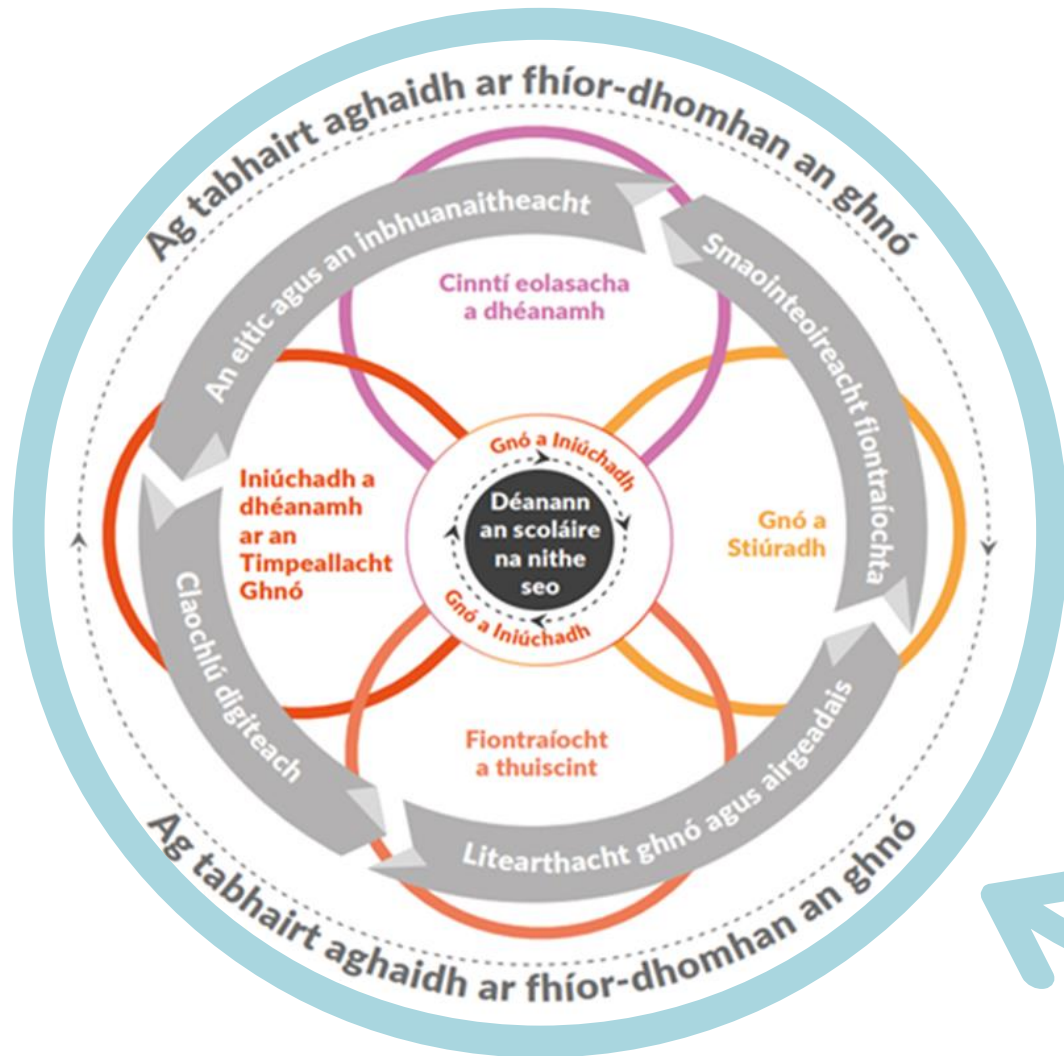 Ag tabhairt aghaidh ar fhíor-dhomhan an ghnó
An eitic agus an inbhuanaitheacht
Smaointeoireacht fiontraíochta
Cinntí eolasacha
a dhéanamh
Gnó a Iniúchadh
Déanann
an scoláire
na nithe
seo
Gnó a Iniúchadh
Iniúchadh a
dhéanamh
ar an
Timpeallacht
Ghnó
Gnó a
Stiúradh
Claochlú digiteach
Fiontraíocht
a thuiscint
Litearthacht ghnó agus airgeadais
Ag tabhairt aghaidh ar fhíor-dhomhan an ghnó